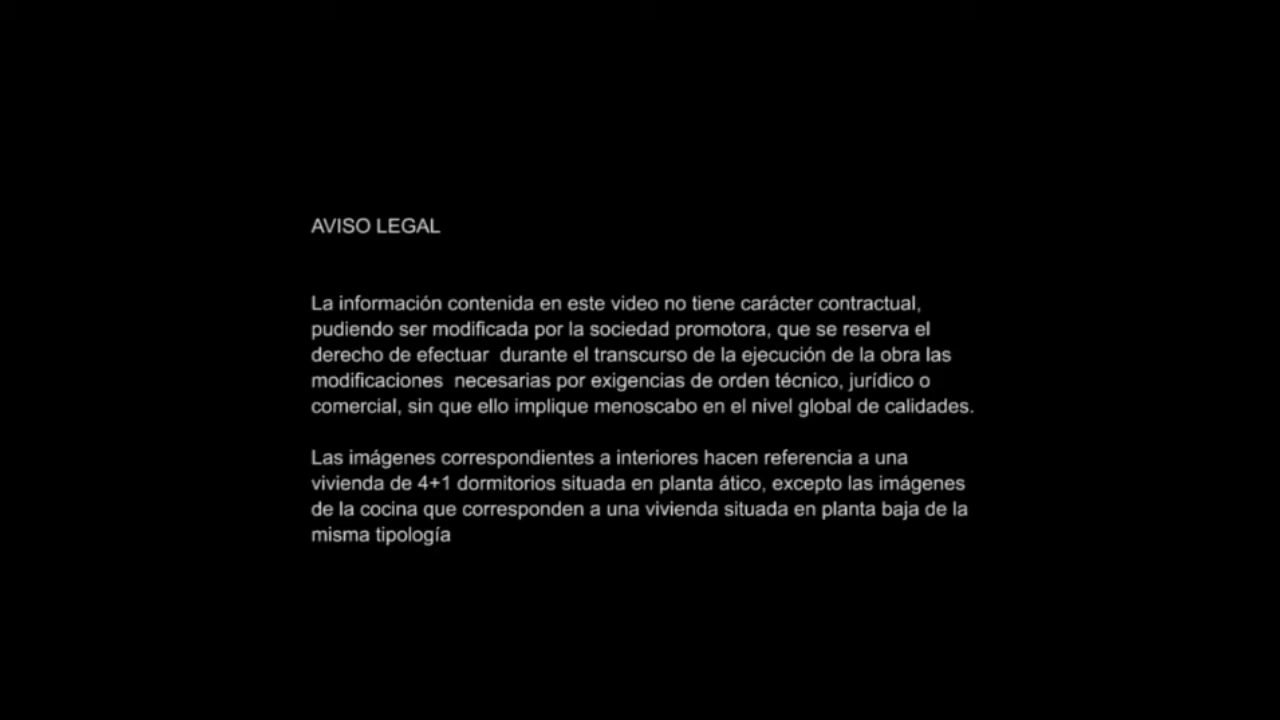 AVISO LEGAL
La información contenida en este video no tiene carácter contractual,
pudiendo ser modificada por la sociedad promotora, que se reserva el
derecho de efectuar  durante el transcurso de la ejecución de la obra las
modificaciones  necesarias por exigencias de orden técnico, jurídico o
comercial, sin que ello implique menoscabo en el nivel global de calidades.
Las imágenes correspondientes a interiores hacen referencia a una
vivienda de 4+1 dormitorios situada en planta ático, excepto las imágenes
de la cocina que corresponden a una vivienda situada en planta baja de la
misma tipología